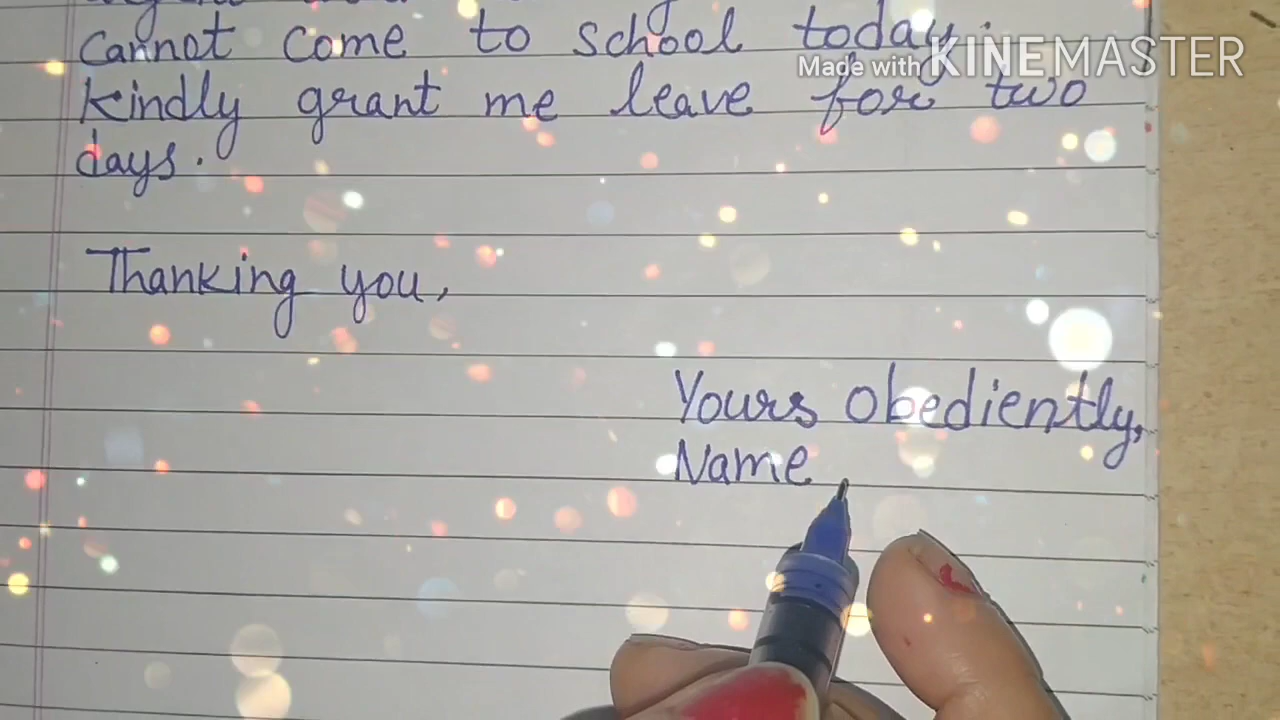 cannot come to school today.
Made with KINEMASTER
kindly grant me leave for two
days.
Thanking you,
Yours obediently,
Name